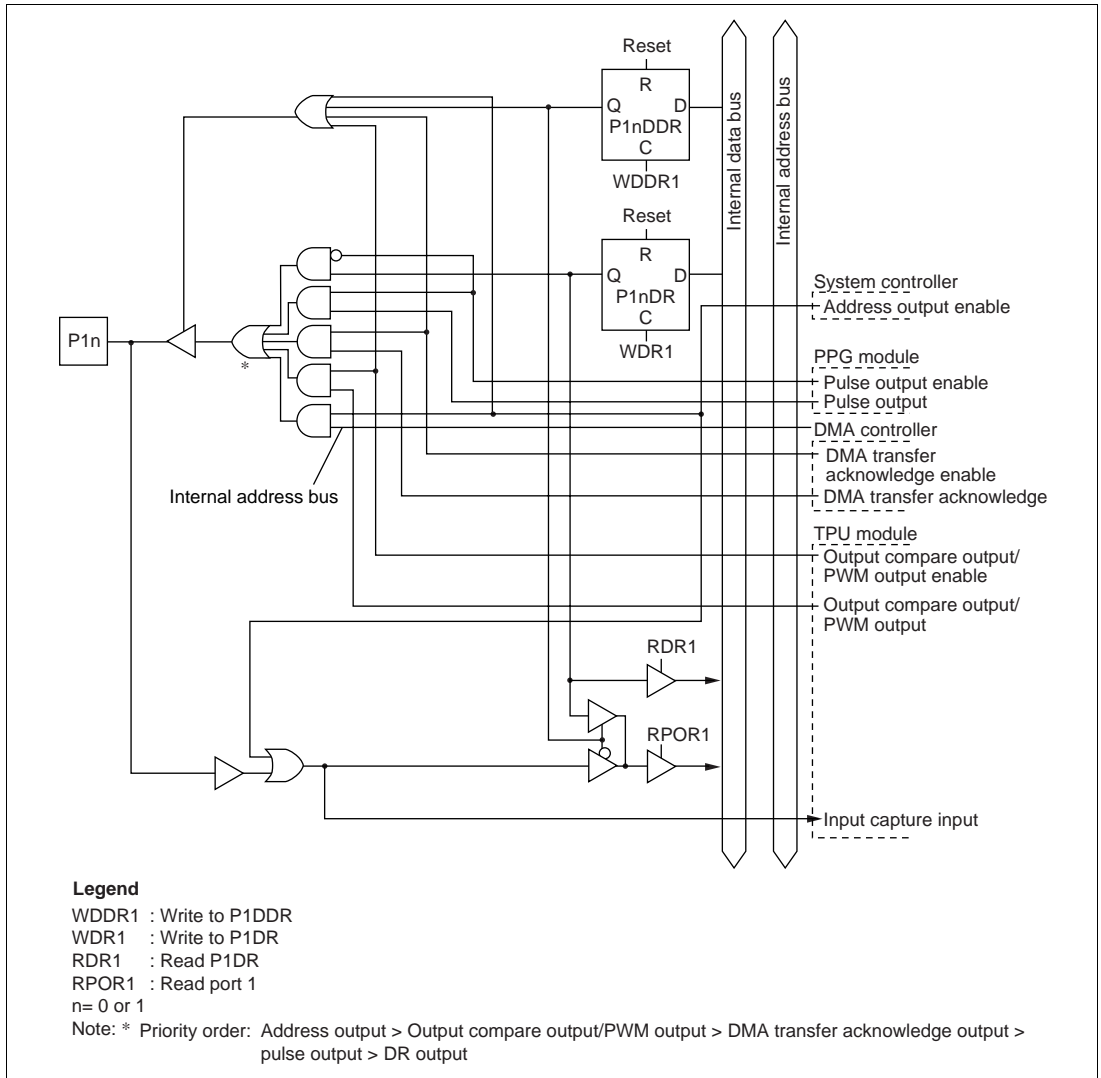 Reset
R
Q
D
P1nDDR
C
WDDR1
Reset
R
Q
D
P1nDR
C
WDR1
Internal data bus
Internal address bus
System controller
Address output enable
PPG module
Pulse output enable
Pulse output
DMA controller
DMA transfer
acknowledge enable
DMA transfer acknowledge
TPU module
Output compare output/
PWM output enable
Output compare output/
PWM output
P1n
*
Internal address bus
RDR1
RPOR1
Input capture input
Legend
WDDR1 : Write to P1DDR
WDR1 : Write to P1DR
RDR1 : Read P1DR
RPOR1 : Read port 1
n= 0 or 1
Note: * Priority order: Address output > Output compare output/PWM output > DMA transfer acknowledge output >
pulse output > DR output